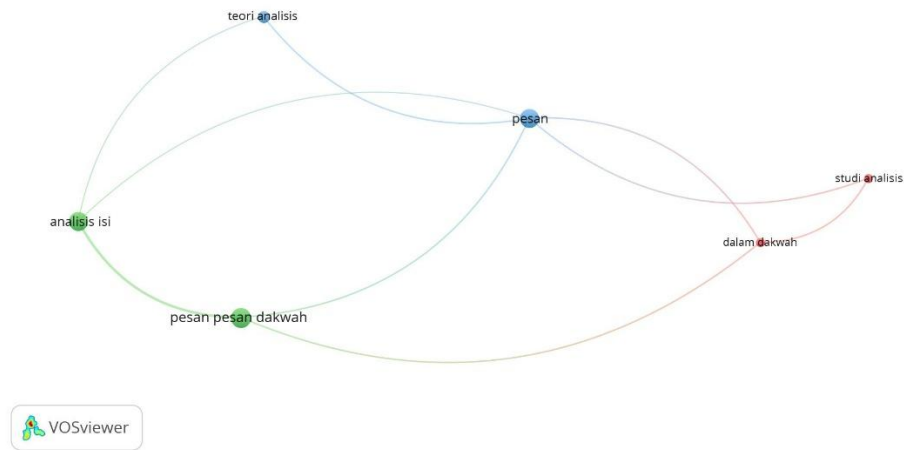 teori analisis
pesan
studi analisis
analisis isi
dalam dakwah
pesan pesan dakwah
VOSviewer